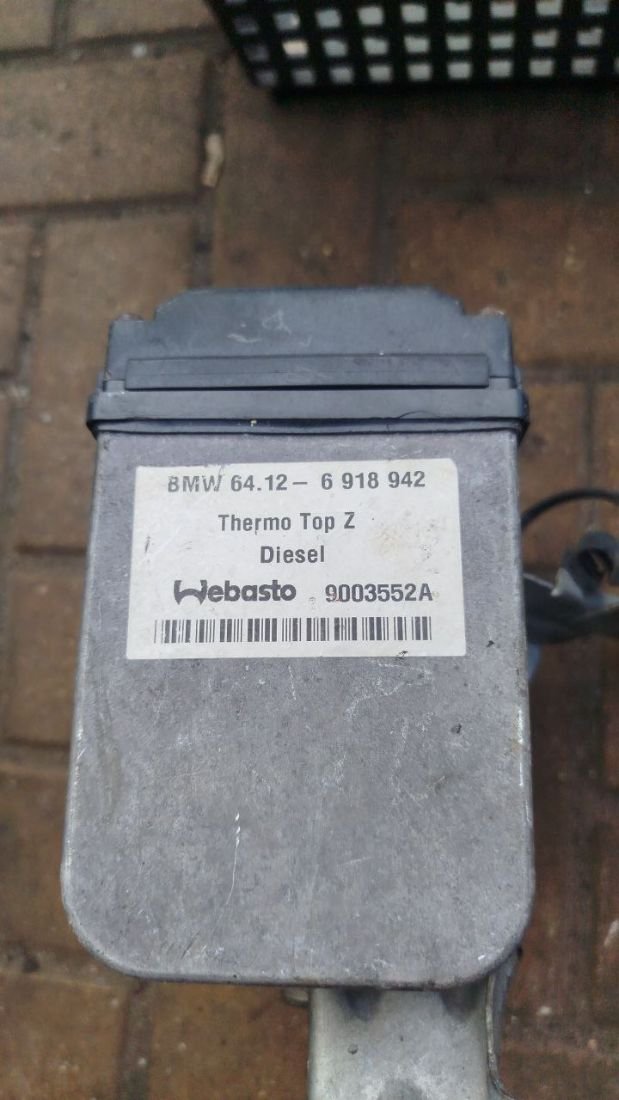 BMW 64.12– 6 918 942
Thermo Top Z
Diesel
Webasto 9003552A